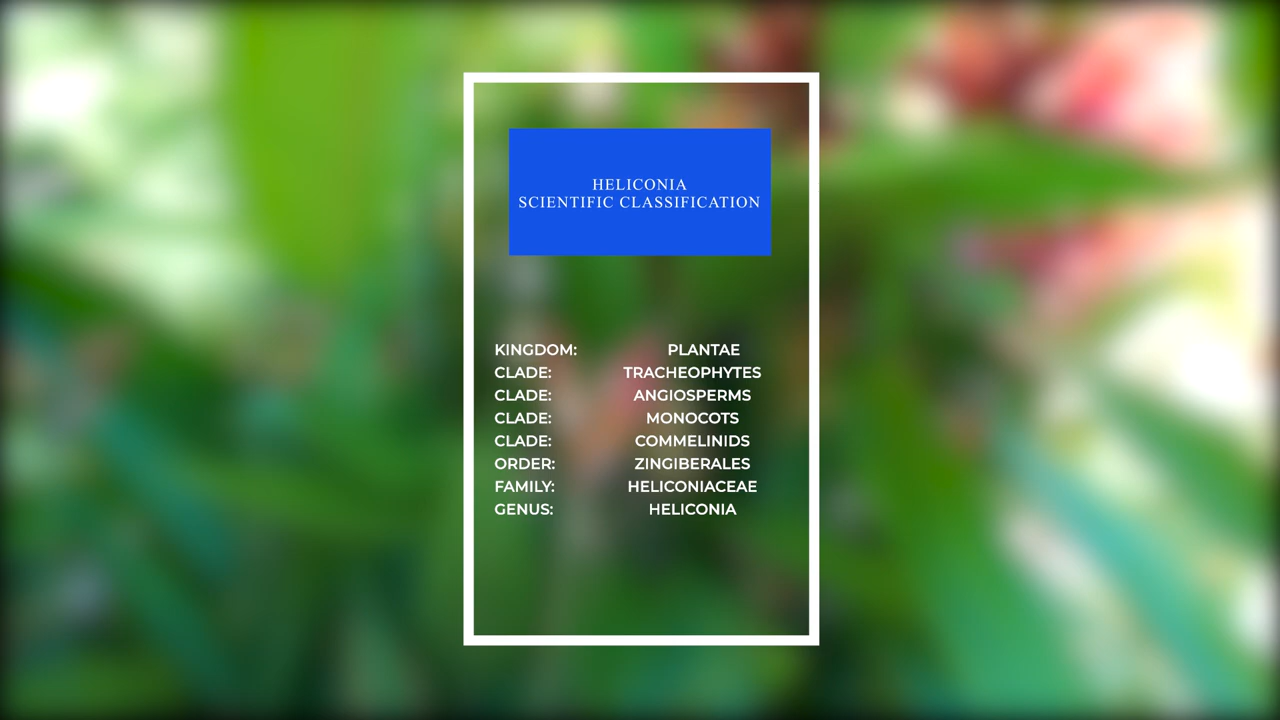 HELICONIA
SCIENTIFIC CLASSIFICATION
KINGDOM: PLANTAE
CLADE: TRACHEOPHYTES
CLADE: ANGIOSPERMS
CLADE: MONOCOTS
CLADE: COMMELINIDS
ORDER: ZINGIBERALES
FAMILY: HELICONIACEAE
GENUS: HELICONIA